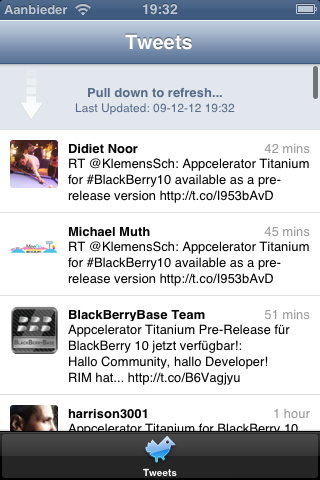 Aanbieder 19:32
Tweets
Pull down to refresh...
Last Updated: 09-12-12 19:32
Didiet Noor 42 mins
RT @KlemensSch: Appcelerator Titanium
for #BlackBerry10 available as a pre-
release version http://t.co/I953bAvD
Michael Muth 45 mins
RT @KlemensSch: Appcelerator Titanium
for #BlackBerry10 available as a pre-
release version http://t.co/I953bAvD
BlackBerryBase Team 51 mins
Appcelerator Titanium Pre-Release für
BlackBerry 10 jetzt verfügbar!:
Hallo Community, hallo Developer!
RIM hat... http://t.co/B6Vagjyu
BLACKBERRYBASE
harrison3001 1 hour
Appcelerator Titanium for BlackBerry 10
Tweets